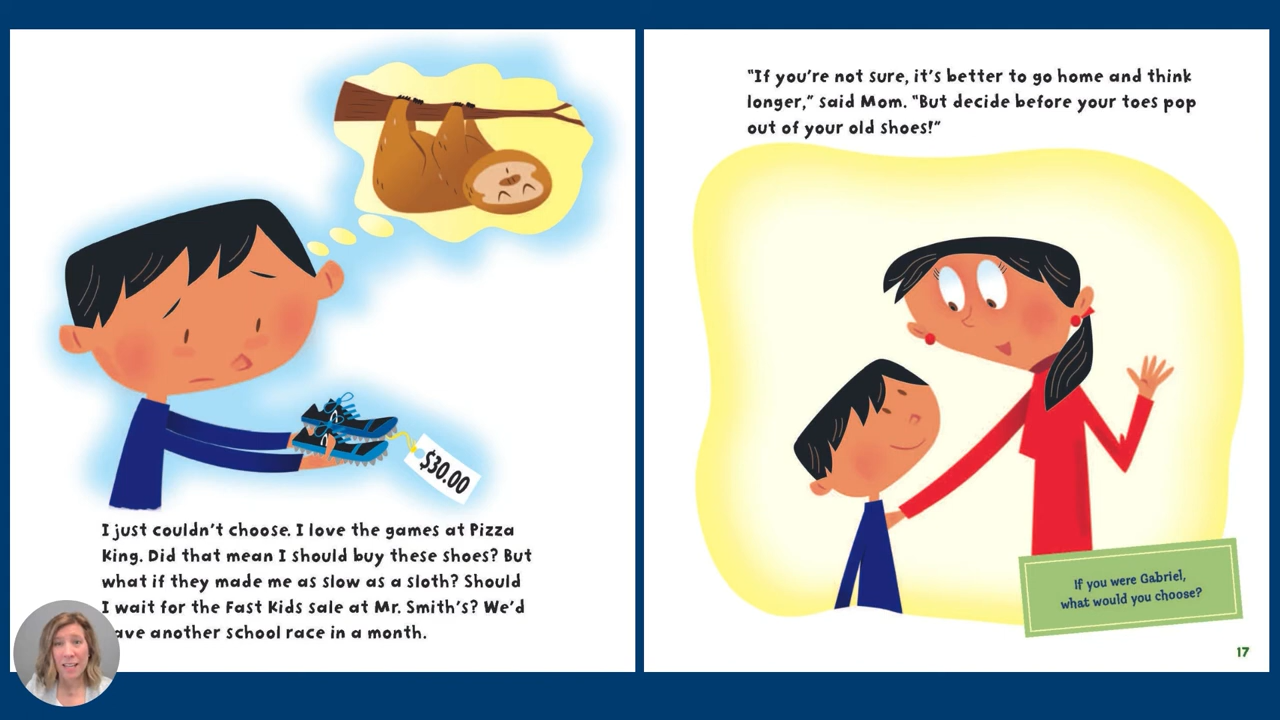 $30.00
I just couldn't choose. I love the games at Pizza
King. Did that mean I should buy these shoes? But
what if they made me as slow as a sloth? Should
I wait for the Fast Kids sale at Mr. Smith's? We'd
ave another school race in a month.
"If you're not sure, it's better to go home and think
longer," said Mom. "But decide before your toes pop
out of your old shoes!"
If you were Gabriel,
what would you choose?
17